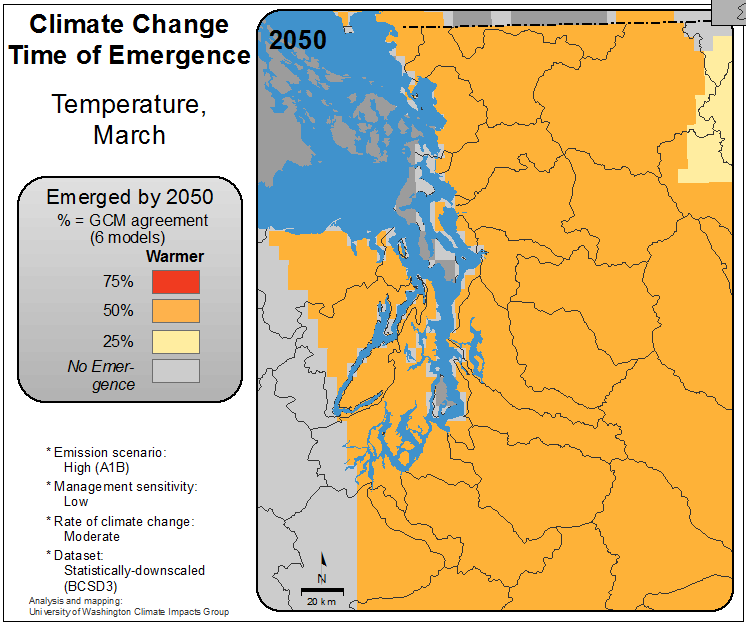 Climate Change
Time of Emergence
Temperature,
March
Emerged by 2050
% = GCM agreement
(6 models)
Warmer
75%
50%
25%
No Emer-
gence
* Emission scenario:
High (A1B)
* Management sensitivity:
Low
* Rate of climate change:
Moderate
* Dataset:
Statistically-downscaled
(BCSD3)
Analysis and mapping:
University of Washington Climate Impacts Group
2050
N
20 km